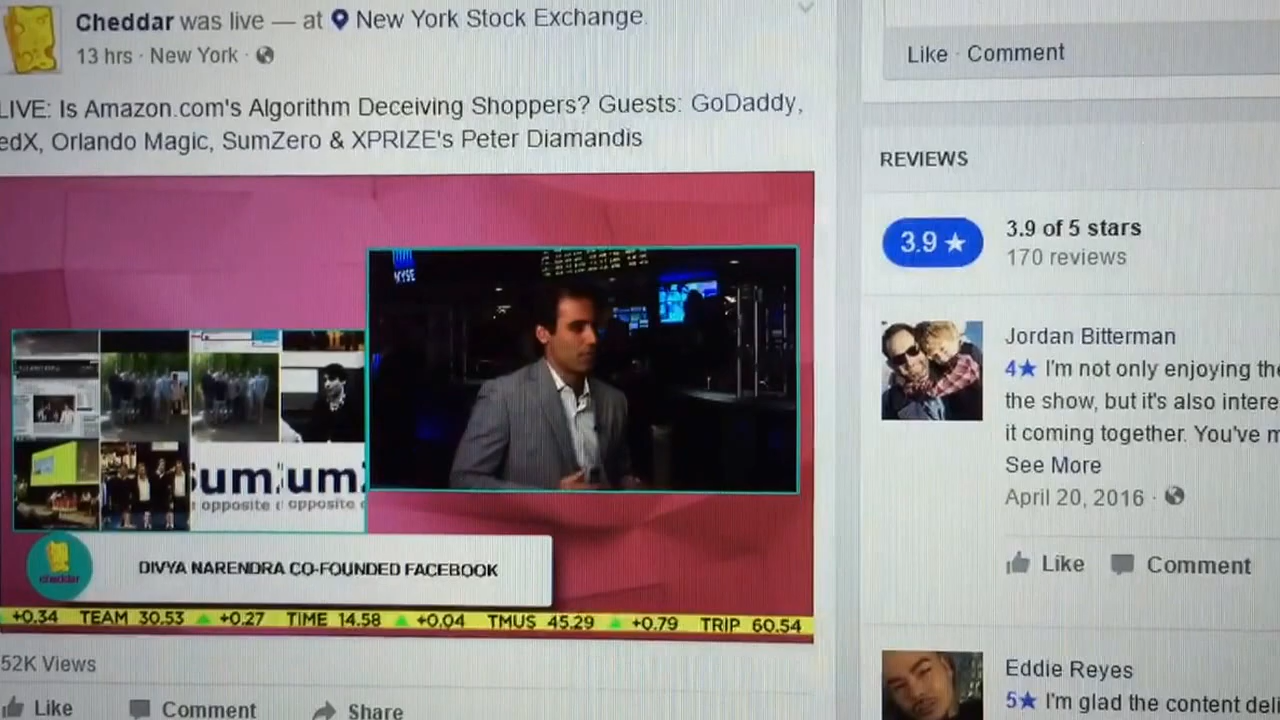 Cheddar was live — at New York Stock Exchange.
13 hrs · New York ·
LIVE: Is Amazon.com's Algorithm Deceiving Shoppers? Guests: GoDaddy,
edX, Orlando Magic, SumZero & XPRIZE's Peter Diamandis
NYSE
sum
umz
opposite
opposite
cheddar
DIVYA NARENDRA CO-FOUNDED FACEBOOK
+0.34 TEAM 30.53 +0.27 TIME 14.58 +0.04 TMUS 45.29 +0.79 TRIP 60.54
52K Views
Like Comment Share
Like · Comment
REVIEWS
3.9 ★
3.9 of 5 stars
170 reviews
Jordan Bitterman
4★ I'm not only enjoying the
the show, but it's also intere
it coming together. You've m
See More
April 20, 2016 ·
Like Comment
Eddie Reyes
5★ I'm glad the content deli